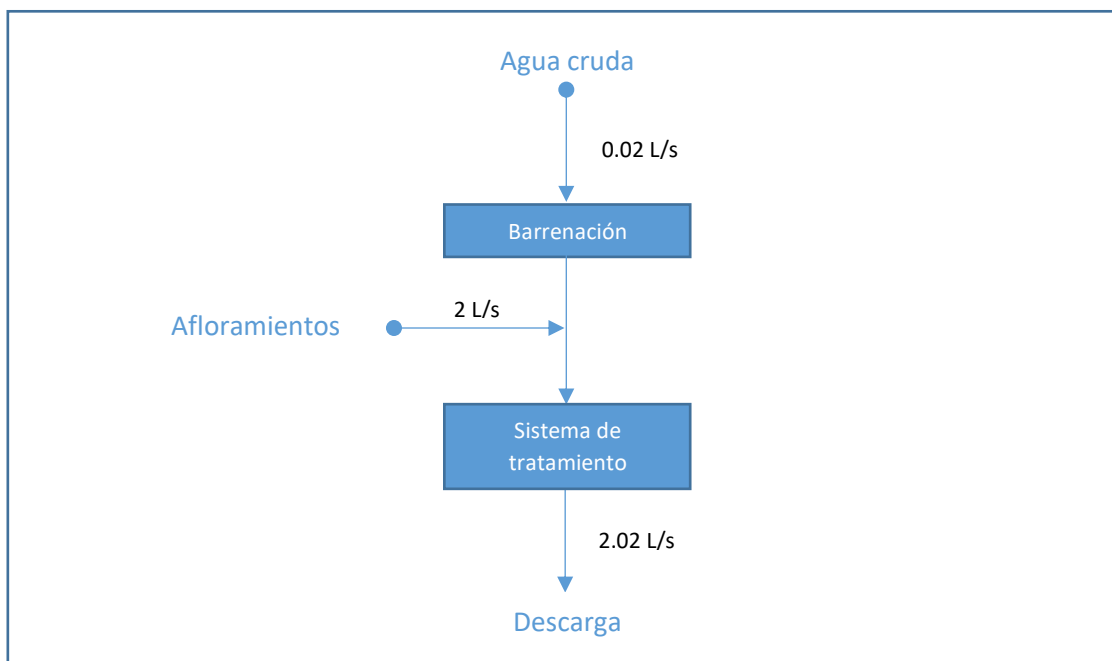 Agua cruda
0.02 L/s
Barrenación
2 L/s
Afloramientos
Sistema de
tratamiento
2.02 L/s
Descarga